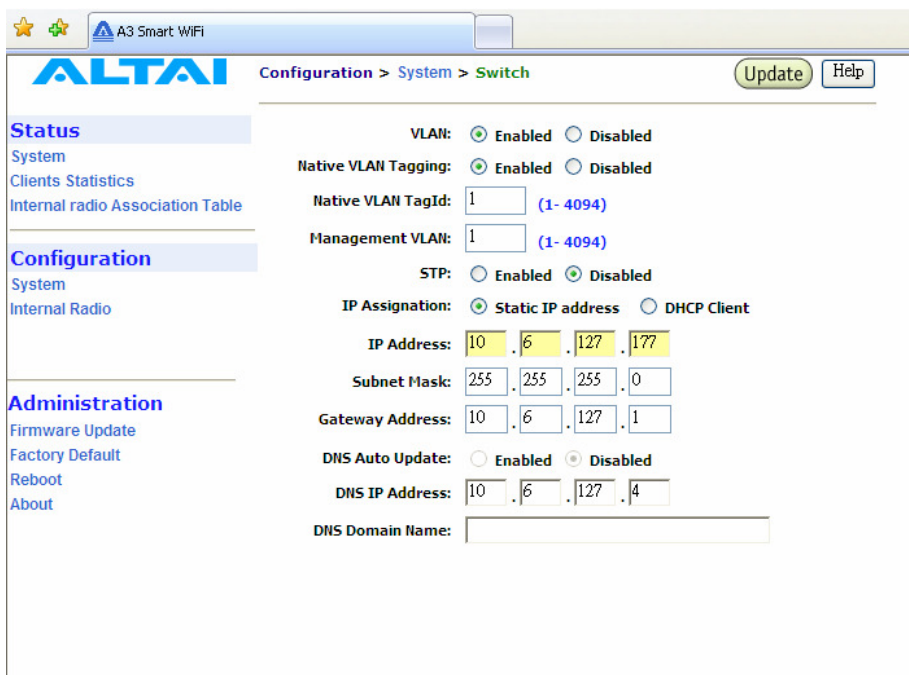 A3 Smart WiFi
ALTAI
Configuration > System > Switch
Update
Help
Status
System
Clients Statistics
Internal radio Association Table
Configuration
System
Internal Radio
Administration
Firmware Update
Factory Default
Reboot
About
VLAN: Enabled Disabled
Native VLAN Tagging: Enabled Disabled
Native VLAN TagId: 1 (1- 4094)
Management VLAN: 1 (1- 4094)
STP: Enabled Disabled
IP Assignation: Static IP address DHCP Client
IP Address: 10 . 6 . 127 . 177
Subnet Mask: 255 . 255 . 255 . 0
Gateway Address: 10 . 6 . 127 . 1
DNS Auto Update: Enabled Disabled
DNS IP Address: 10 . 6 . 127 . 4
DNS Domain Name: